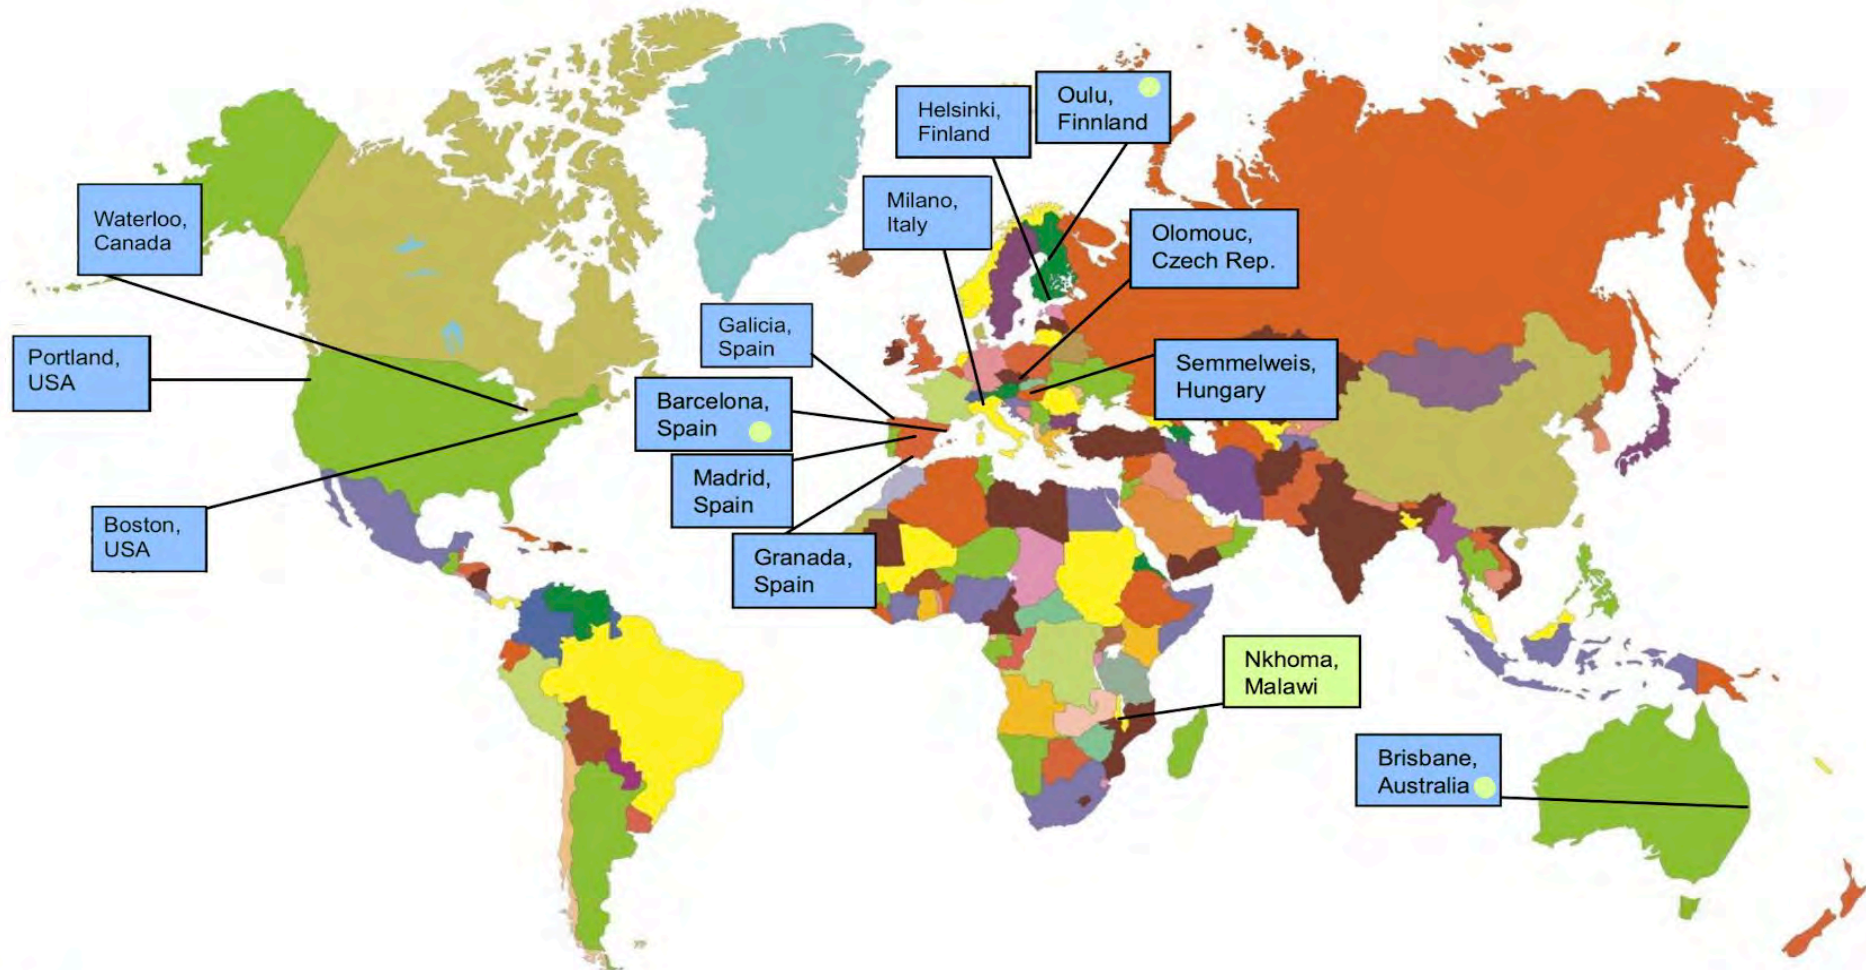 Helsinki,
Finland
Oulu,
Finnland
Waterloo,
Canada
Milano,
Italy
Olomouc,
Czech Rep.
Galicia,
Spain
Portland,
USA
Semmelweis,
Hungary
Barcelona,
Spain
Madrid,
Spain
Boston,
USA
Granada,
Spain
Nkhoma,
Malawi
Brisbane,
Australia